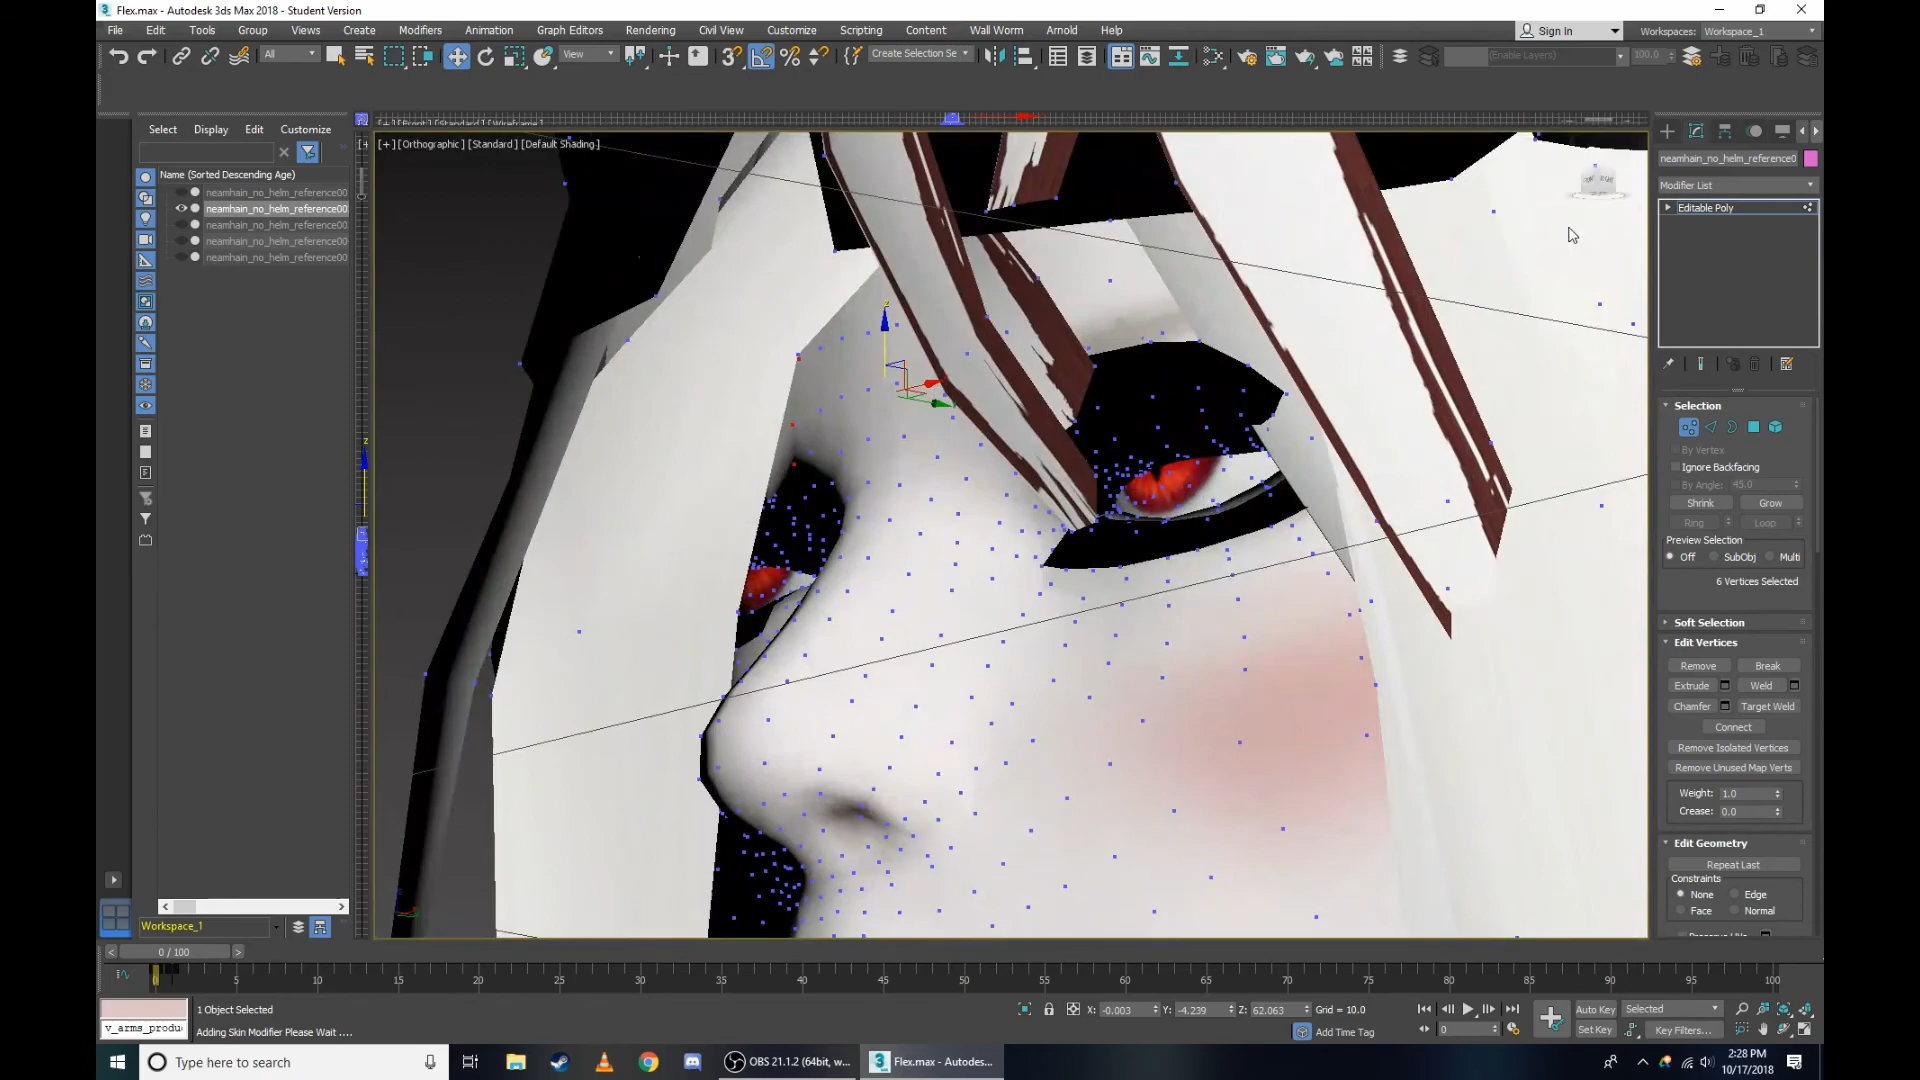 Flex.max - Autodesk 3ds Max 2018 - Student Version
File Edit Tools Group Views Create Modifiers Animation Graph Editors Rendering Civil View Customize Scripting Content Wall Worm Arnold Help
Sign In
Workspaces: Workspace_1
All
View
Create Selection Se
(Enable Layers)
100.0
Select Display Edit Customize
Name (Sorted Descending Age)
neamhain_no_helm_reference00
neamhain_no_helm_reference00
neamhain_no_helm_reference00
neamhain_no_helm_reference00
neamhain_no_helm_reference00
[+] [Front] [Standard] [Wireframe]
[+] [Orthographic] [Standard] [Default Shading]
neamhain_no_helm_reference0
Modifier List
Editable Poly
Selection
By Vertex
Ignore Backfacing
By Angle: 45.0
Shrink Grow
Ring Loop
Preview Selection
Off SubObj Multi
6 Vertices Selected
Soft Selection
Edit Vertices
Remove Break
Extrude Weld
Chamfer Target Weld
Connect
Remove Isolated Vertices
Remove Unused Map Verts
Weight: 1.0
Crease: 0.0
Edit Geometry
Repeat Last
Constraints
None Edge
Face Normal
Workspace_1
0 / 100
0 5 10 15 20 25 30 35 40 45 50 55 60 65 70 75 80 85 90 95 100
v_arms_produ
1 Object Selected
Adding Skin Modifier Please Wait ....
X: -0.003 Y: -4.239 Z: 62.063 Grid = 10.0
Add Time Tag
0
Auto Key Selected
Set Key Key Filters...
Type here to search
OBS 21.1.2 (64bit, w...
Flex.max - Autodes...
2:28 PM
10/17/2018